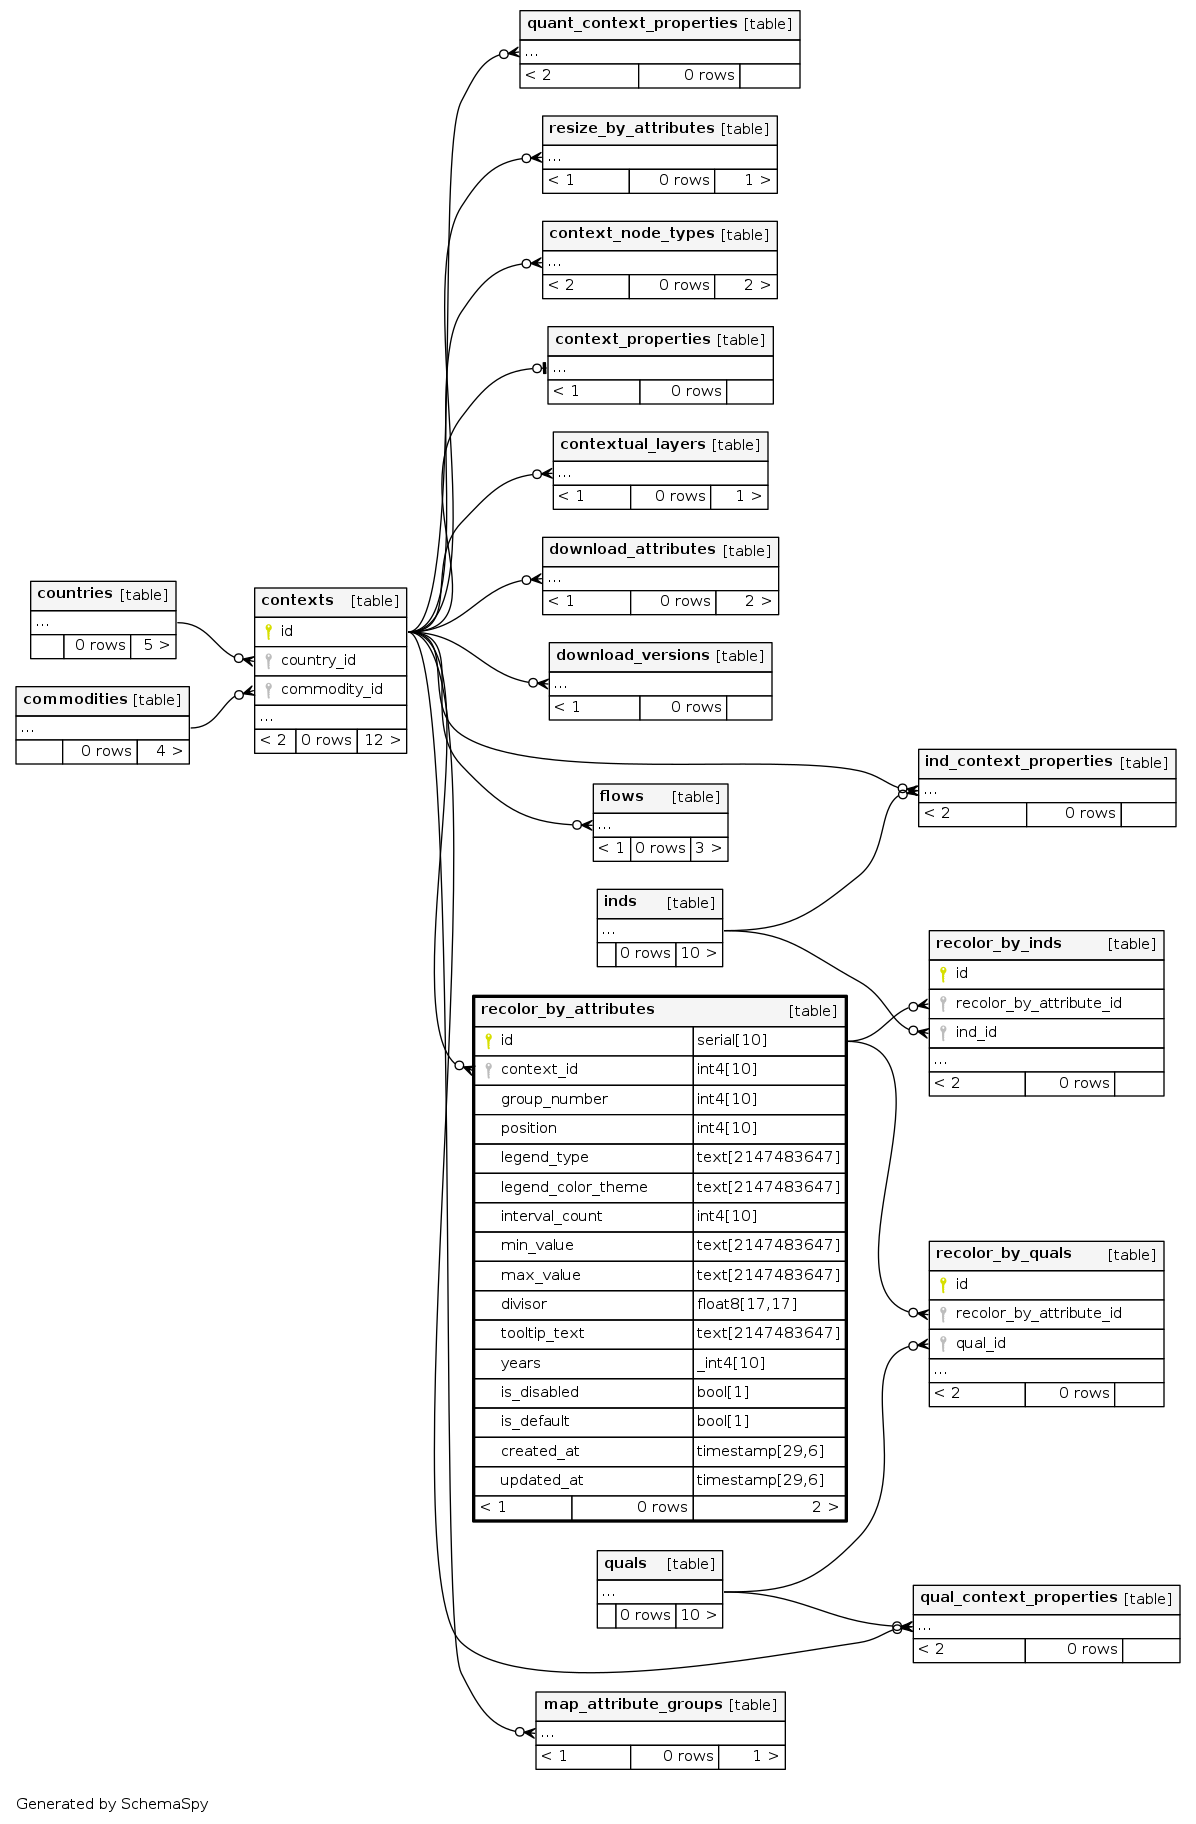 quant_context_properties [table]
...
< 2 0 rows
resize_by_attributes [table]
...
< 1 0 rows 1 >
context_node_types [table]
...
< 2 0 rows 2 >
context_properties [table]
...
< 1 0 rows
contextual_layers [table]
...
< 1 0 rows 1 >
download_attributes [table]
...
< 1 0 rows 2 >
countries [table]
...
0 rows 5 >
commodities [table]
...
0 rows 4 >
contexts [table]
id
country_id
commodity_id
...
< 2 0 rows 12 >
download_versions [table]
...
< 1 0 rows
ind_context_properties [table]
...
< 2 0 rows
flows [table]
...
< 1 0 rows 3 >
inds [table]
...
0 rows 10 >
recolor_by_inds [table]
id
recolor_by_attribute_id
ind_id
...
< 2 0 rows
recolor_by_attributes [table]
id serial[10]
context_id int4[10]
group_number int4[10]
position int4[10]
legend_type text[2147483647]
legend_color_theme text[2147483647]
interval_count int4[10]
min_value text[2147483647]
max_value text[2147483647]
divisor float8[17,17]
tooltip_text text[2147483647]
years _int4[10]
is_disabled bool[1]
is_default bool[1]
created_at timestamp[29,6]
updated_at timestamp[29,6]
< 1 0 rows 2 >
recolor_by_quals [table]
id
recolor_by_attribute_id
qual_id
...
< 2 0 rows
quals [table]
...
0 rows 10 >
qual_context_properties [table]
...
< 2 0 rows
map_attribute_groups [table]
...
< 1 0 rows 1 >
Generated by SchemaSpy